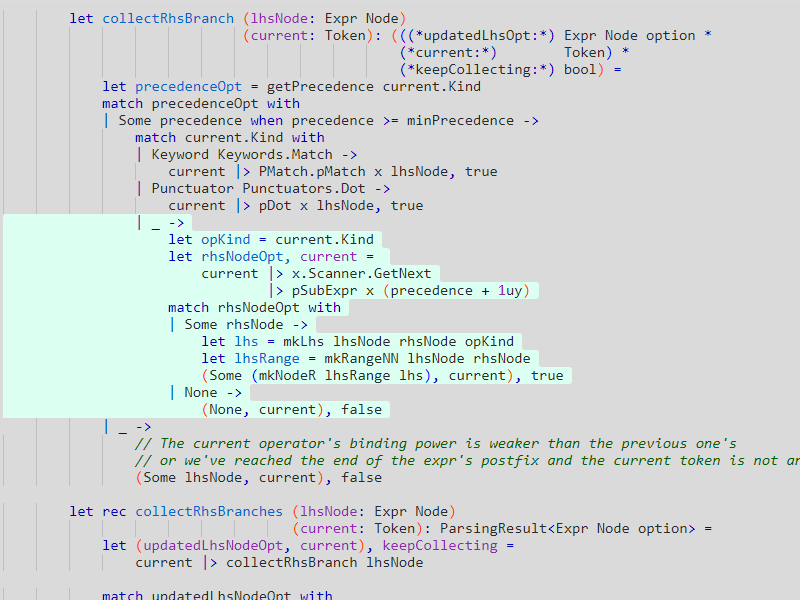 let collectRhsBranch (lhsNode: Expr Node)
(current: Token): (((*updatedLhsOpt:*) Expr Node option *
(*current:*) Token) *
(*keepCollecting:*) bool) =
let precedenceOpt = getPrecedence current.Kind
match precedenceOpt with
| Some precedence when precedence >= minPrecedence ->
match current.Kind with
| Keyword Keywords.Match ->
current |> PMatch.pMatch x lhsNode, true
| Punctuator Punctuators.Dot ->
current |> pDot x lhsNode, true
| _ ->
let opKind = current.Kind
let rhsNodeOpt, current =
current |> x.Scanner.GetNext
|> pSubExpr x (precedence + 1uy)
match rhsNodeOpt with
| Some rhsNode ->
let lhs = mkLhs lhsNode rhsNode opKind
let lhsRange = mkRangeNN lhsNode rhsNode
(Some (mkNodeR lhsRange lhs), current), true
| None ->
(None, current), false
| _ ->
// The current operator's binding power is weaker than the previous one's
// or we've reached the end of the expr's postfix and the current token is not
(Some lhsNode, current), false
let rec collectRhsBranches (lhsNode: Expr Node)
(current: Token): ParsingResult<Expr Node option> =
let (updatedLhsNodeOpt, current), keepCollecting =
current |> collectRhsBranch lhsNode
match updatedLhsNodeOpt with